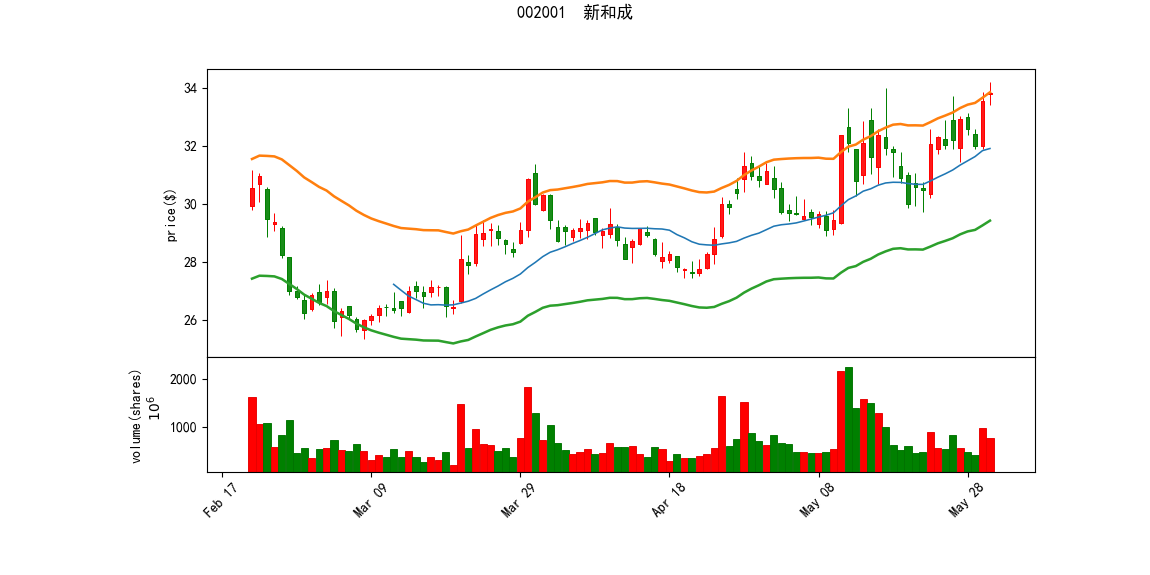 002001 新和成
price($)
34
32
30
28
26
volume(shares)
10^6
2000
1000
Feb 17
Mar 09
Mar 29
Apr 18
May 08
May 28